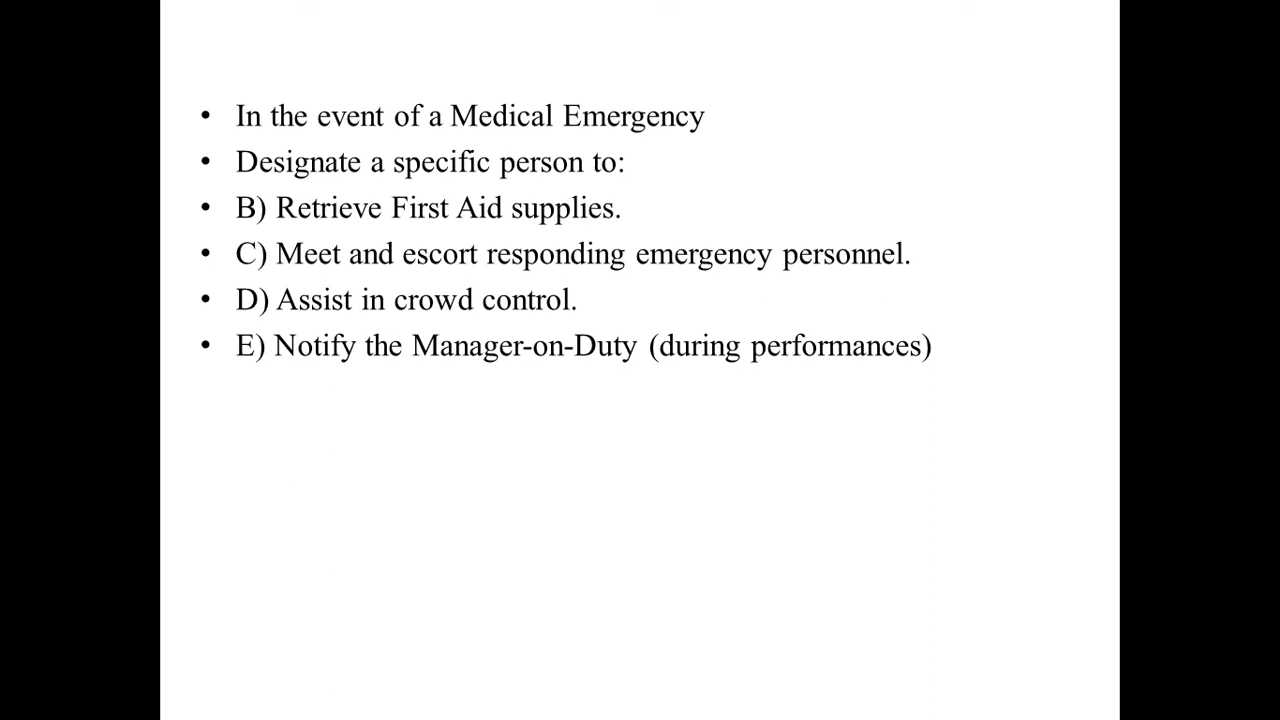 • In the event of a Medical Emergency
• Designate a specific person to:
• B) Retrieve First Aid supplies.
• C) Meet and escort responding emergency personnel.
• D) Assist in crowd control.
• E) Notify the Manager-on-Duty (during performances)